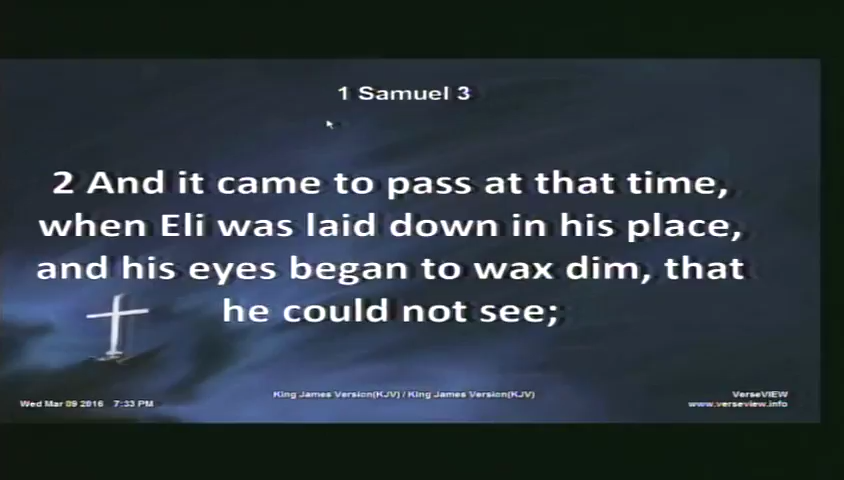 1 Samuel 3
2 And it came to pass at that time,
when Eli was laid down in his place,
and his eyes began to wax dim, that
he could not see;
King James Version(KJV) / King James Version(KJV)
VerseVIEW
Wed Mar 09 2016 7:33 PM
www.verseview.info